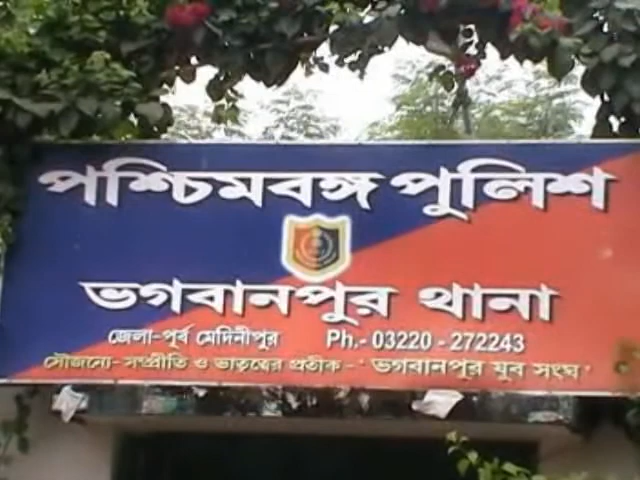 পশ্চিমবঙ্গ পুলিশ
ভগবানপুর থানা
জেলা-পূর্ব মেদিনীপুর Ph.- 03220 - 272243
সৌজন্যে- সম্প্রীতি ও ভাতৃত্বের প্রতীক - ' ভগবানপুর যুব সংঘ '